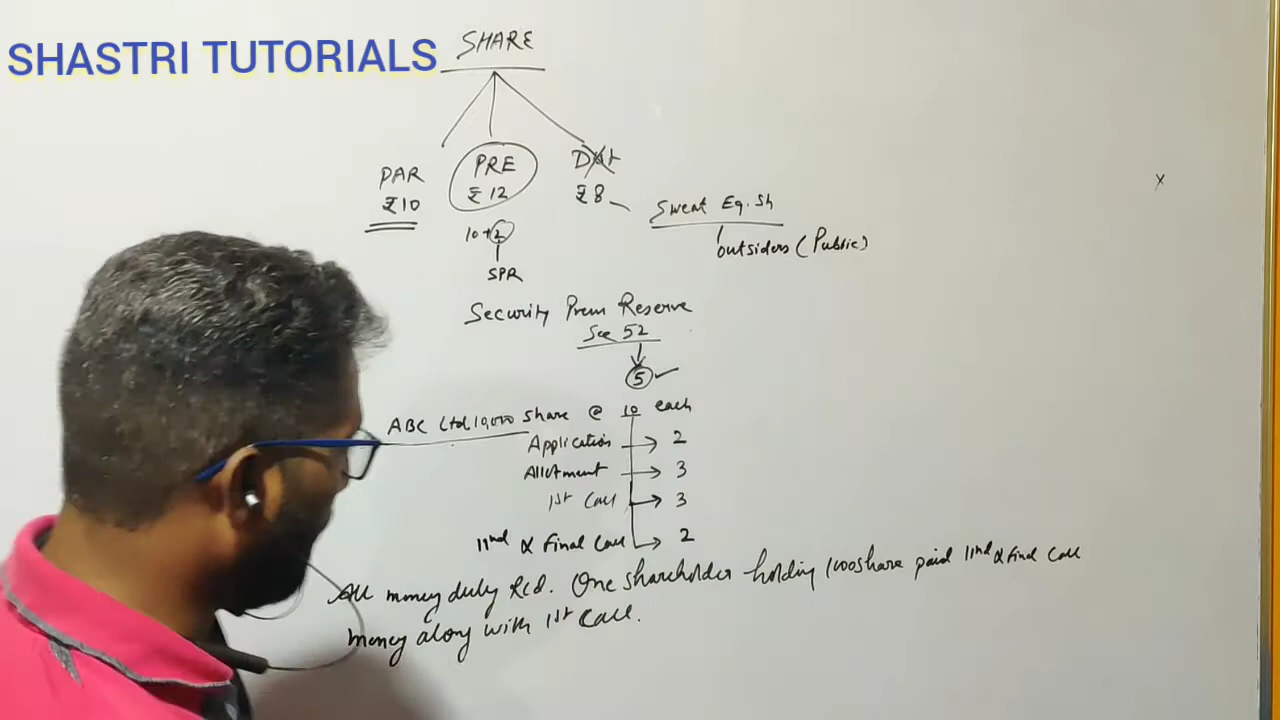 SHASTRI TUTORIALS
SHARE
PAR PRE
₹10 ₹12 ₹8
10+2
SPR
Sweat Eq. Sh
outsiders (Public)
Security Prem Reserve
Sec 52
5
ABC Ltd 10,000 share @ 10 each
Application 2
Allotment 3
1st Call 3
IInd & Final Call 2
All money duly Rcd. One shareholder holding 1000 share paid IInd & Final Call
money along with 1st Call.
x